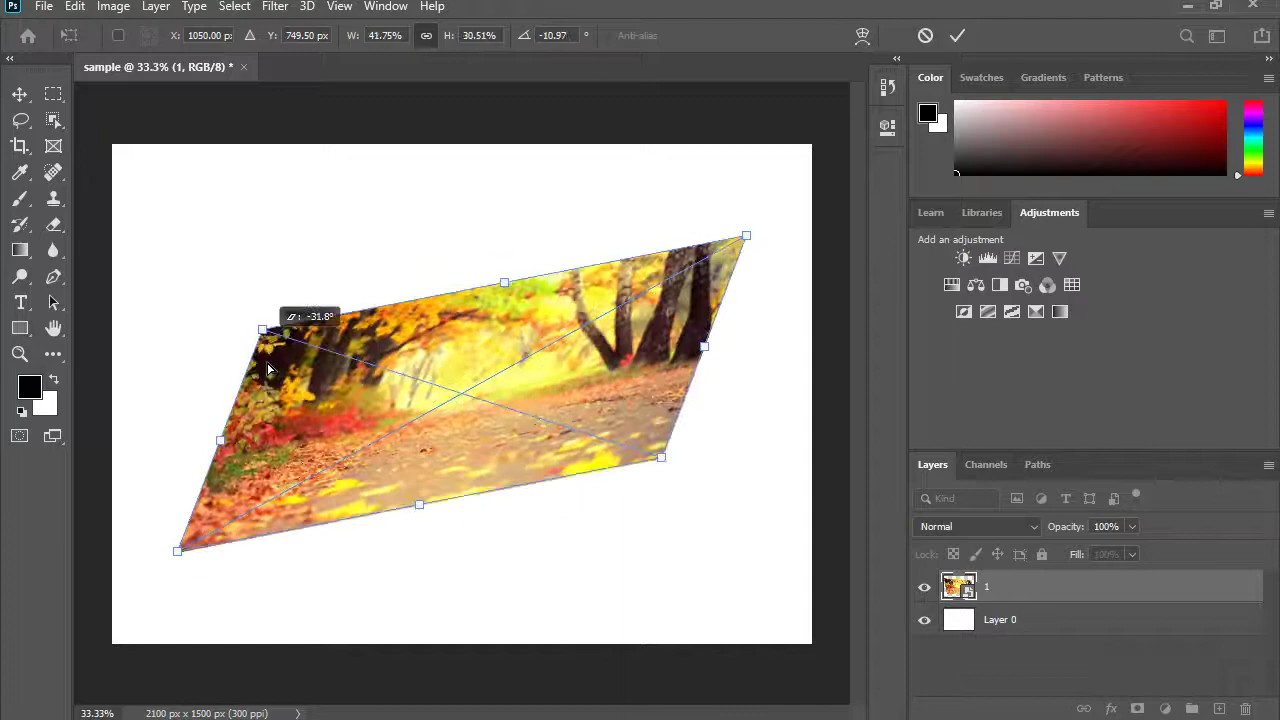 Ps File Edit Image Layer Type Select Filter 3D View Window Help
X: 1050.00 px Y: 749.50 px W: 41.75% H: 30.51% -10.97 ° Anti-alias
sample @ 33.3% (1, RGB/8) * ×
Color Swatches Gradients Patterns
Learn Libraries Adjustments
Add an adjustment
: -31.8°
Layers Channels Paths
Kind
Normal Opacity: 100%
Lock: Fill: 100%
1
Layer 0
fx
33.33% 2100 px x 1500 px (300 ppi)